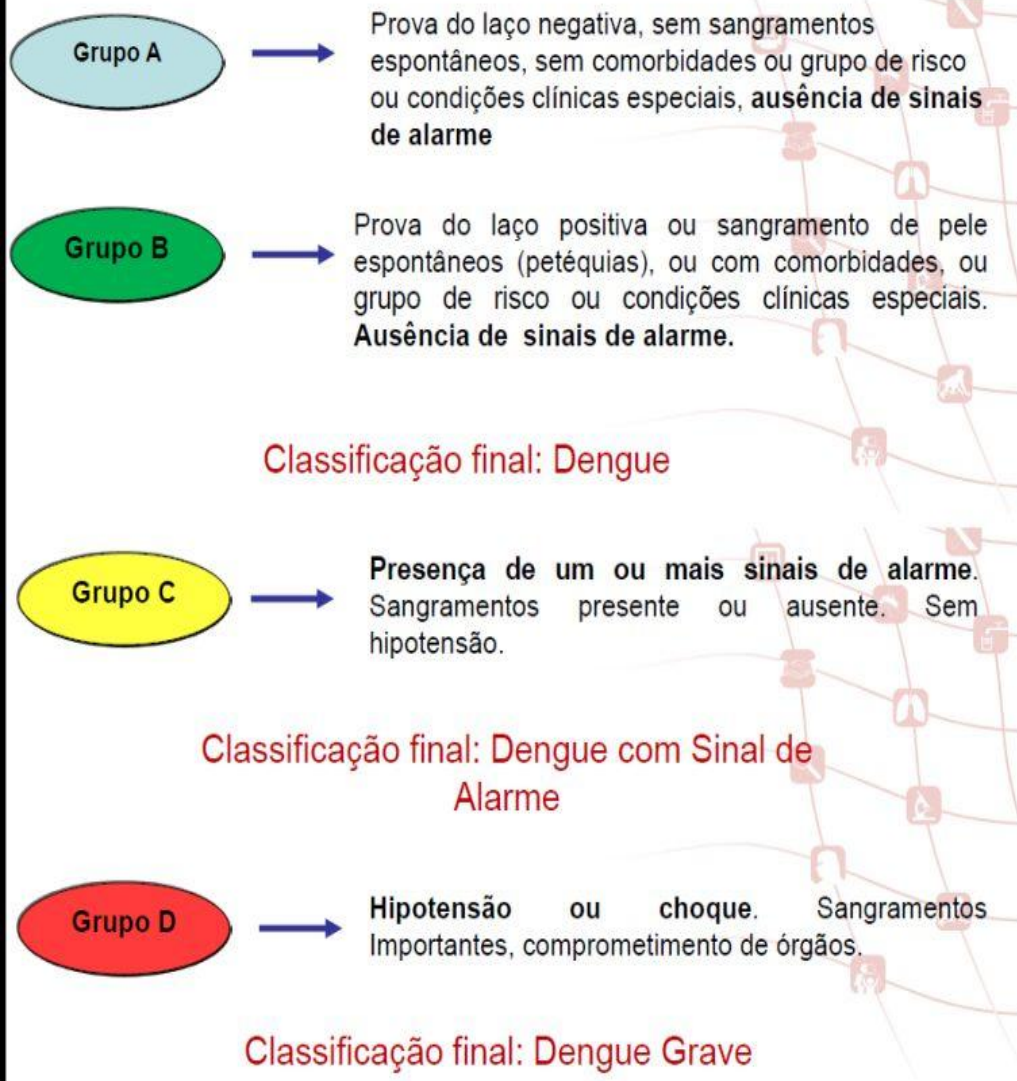 Grupo A
Prova do laço negativa, sem sangramentos
espontâneos, sem comorbidades ou grupo de risco
ou condições clínicas especiais, ausência de sinais
de alarme
Grupo B
Prova do laço positiva ou sangramento de pele
espontâneos (petéquias), ou com comorbidades, ou
grupo de risco ou condições clínicas especiais.
Ausência de sinais de alarme.
Classificação final: Dengue
Grupo C
Presença de um ou mais sinais de alarme.
Sangramentos presente ou ausente. Sem
hipotensão.
Classificação final: Dengue com Sinal de
Alarme
Grupo D
Hipotensão ou choque. Sangramentos
Importantes, comprometimento de órgãos.
Classificação final: Dengue Grave